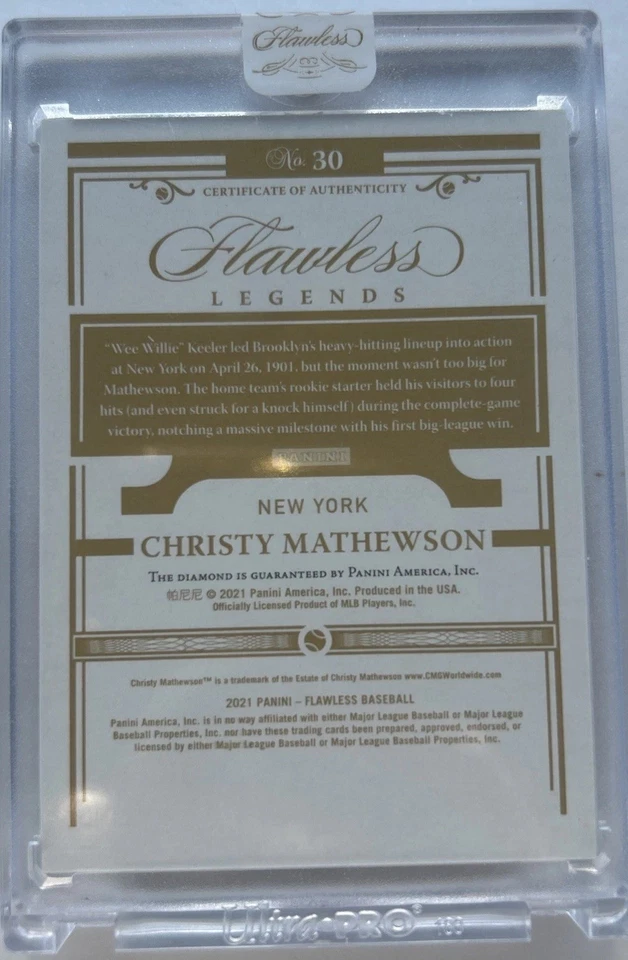 Flawless
No. 30
CERTIFICATE OF AUTHENTICITY
Flawless
LEGENDS
"Wee Willie" Keeler led Brooklyn's heavy-hitting lineup into action
at New York on April 26, 1901, but the moment wasn't too big for
Mathewson. The home team's rookie starter held his visitors to four
hits (and even struck for a knock himself) during the complete-game
victory, notching a massive milestone with his first big-league win.
PANINI
NEW YORK
CHRISTY MATHEWSON
THE DIAMOND IS GUARANTEED BY PANINI AMERICA, INC.
帕尼尼 © 2021 Panini America, Inc. Produced in the USA.
Officially Licensed Product of MLB Players, Inc.
Christy Mathewson™ is a trademark of the Estate of Christy Mathewson www.CMGWorldwide.com
2021 PANINI – FLAWLESS BASEBALL
Panini America, Inc. is in no way affiliated with either Major League Baseball or Major League
Baseball Properties, Inc. nor have these trading cards been prepared, approved, endorsed, or
licensed by either Major League Baseball or Major League Baseball Properties, Inc.
Ultra·PRO®